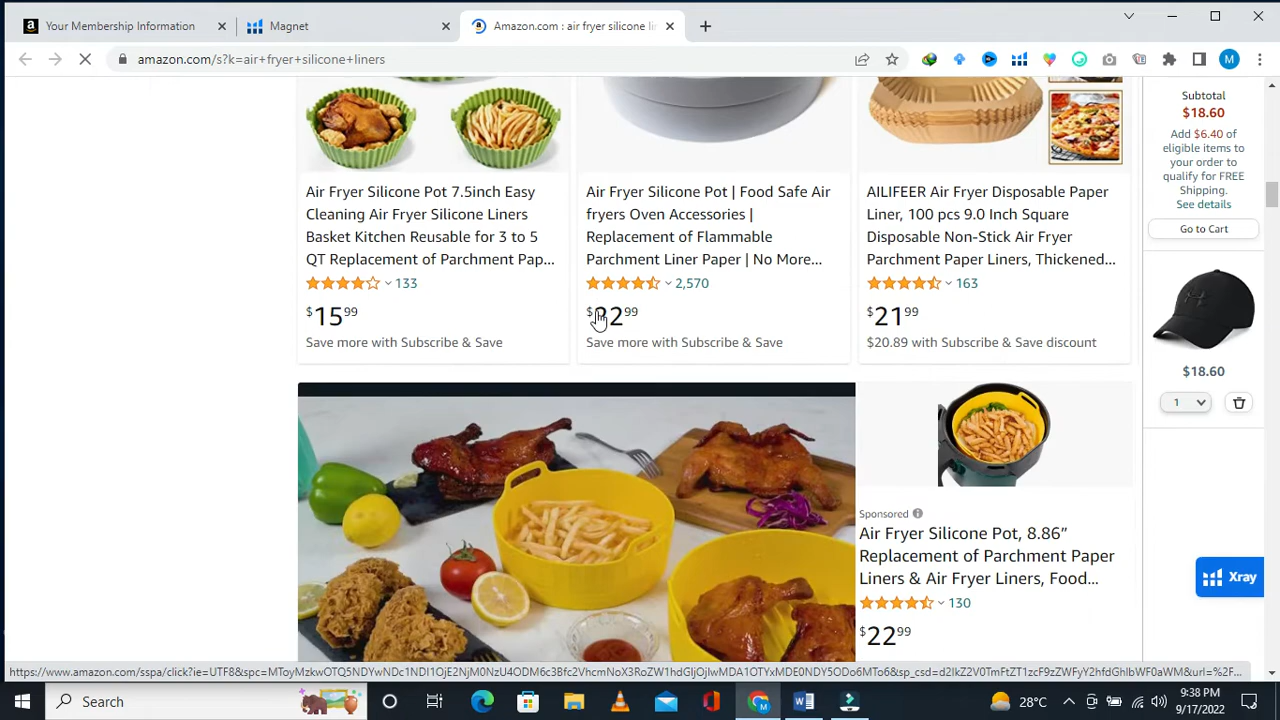 Your Membership Information
Magnet
Amazon.com : air fryer silicone li
amazon.com/s?k=air+fryer+silicone+liners
M
Air Fryer Silicone Pot 7.5inch Easy
Cleaning Air Fryer Silicone Liners
Basket Kitchen Reusable for 3 to 5
QT Replacement of Parchment Pap...
133
$15 99
Save more with Subscribe & Save
Air Fryer Silicone Pot | Food Safe Air
fryers Oven Accessories |
Replacement of Flammable
Parchment Liner Paper | No More...
2,570
$ 2 99
Save more with Subscribe & Save
AILIFEER Air Fryer Disposable Paper
Liner, 100 pcs 9.0 Inch Square
Disposable Non-Stick Air Fryer
Parchment Paper Liners, Thickened...
163
$21 99
$20.89 with Subscribe & Save discount
Sponsored
Air Fryer Silicone Pot, 8.86”
Replacement of Parchment Paper
Liners & Air Fryer Liners, Food...
130
$22 99
Subtotal
$18.60
Add $6.40 of
eligible items to
your order to
qualify for FREE
Shipping.
See details
Go to Cart
$18.60
1
Xray
Search
28°C
9:38 PM
9/17/2022